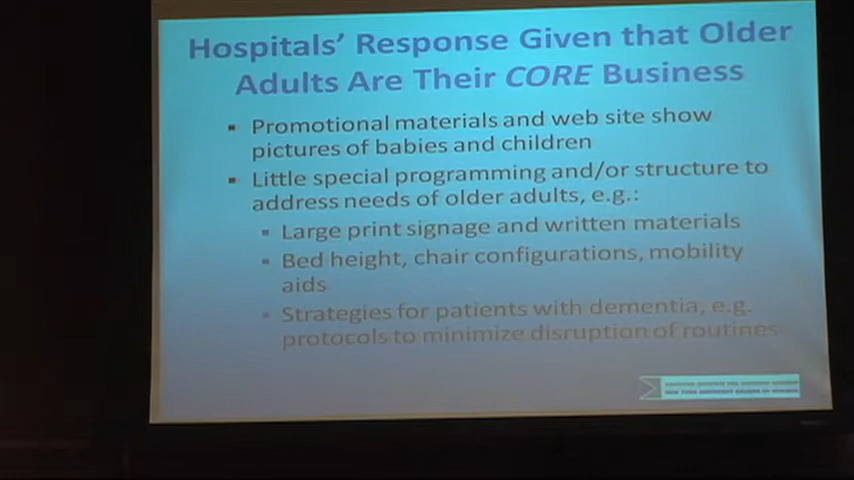 Hospitals' Response Given that Older
Adults Are Their CORE Business
▪ Promotional materials and web site show
pictures of babies and children
▪ Little special programming and/or structure to
address needs of older adults, e.g.:
▪ Large print signage and written materials
▪ Bed height, chair configurations, mobility
aids
▪ Strategies for patients with dementia, e.g.
protocols to minimize disruption of routines